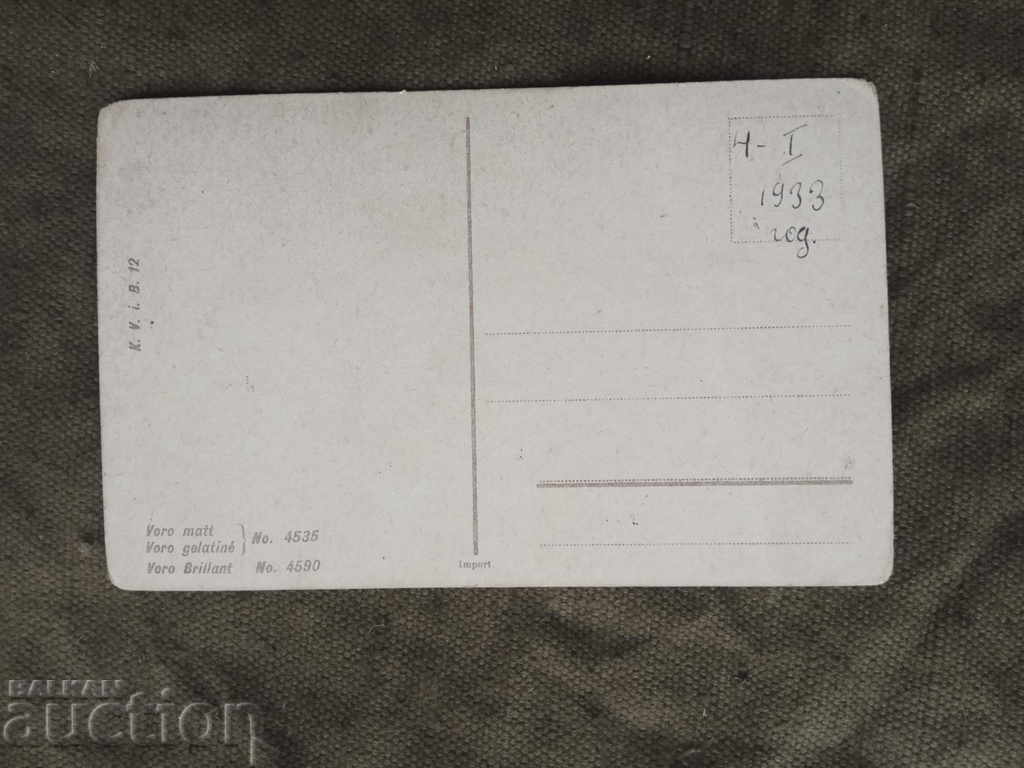 4-I
1933
год.
K. V. i. B. 12
Voro matt
Voro gelatiné } No. 4535
Voro Brillant No. 4590
Import
BALKAN
auction